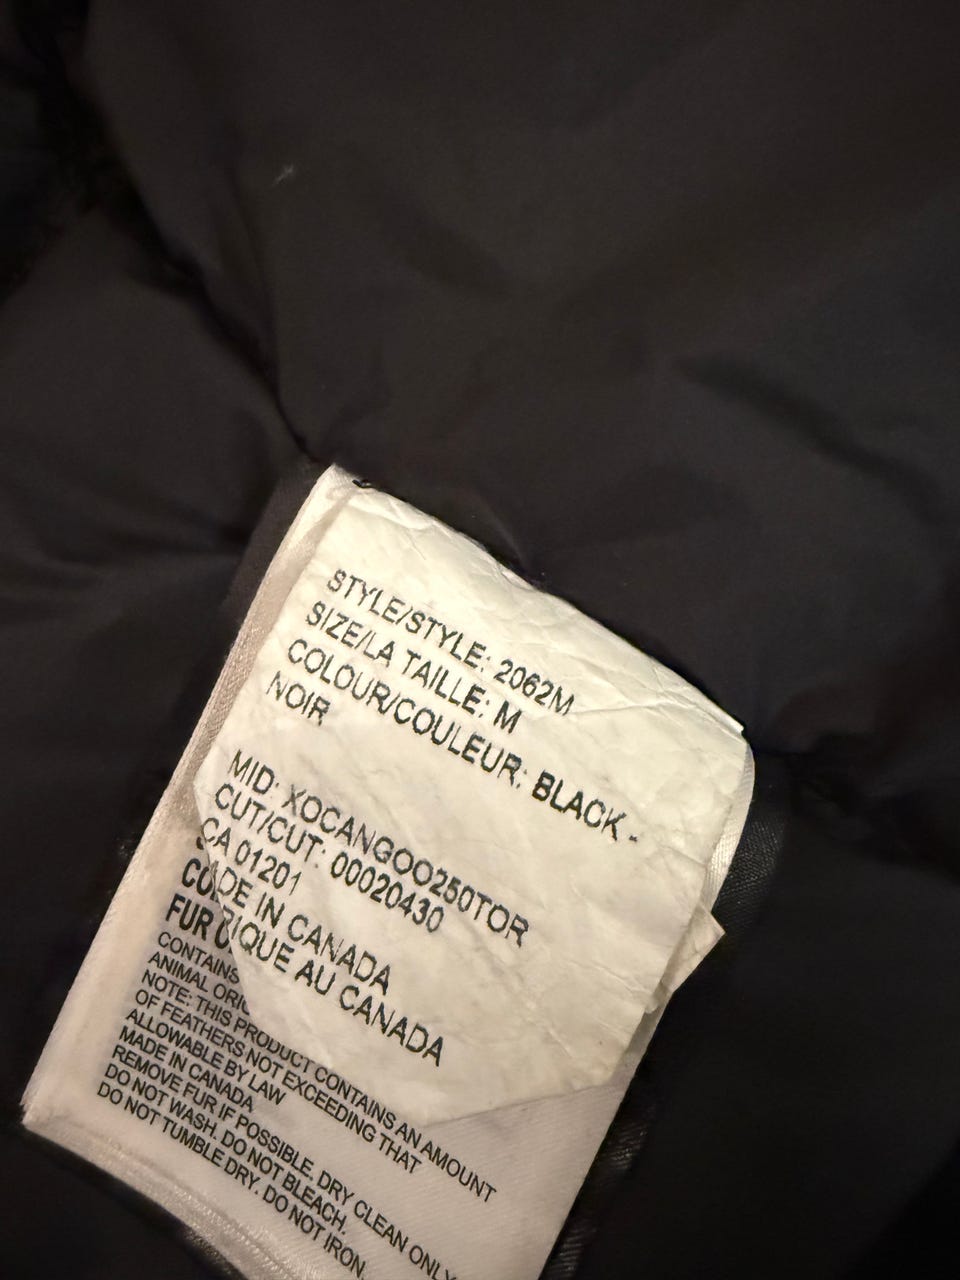 STYLE/STYLE: 2062M
SIZE/LA TAILLE: M
COLOUR/COULEUR: BLACK -
NOIR
MID: XOCANGOO250TOR
CUT/CUT: 00020430
CA 01201
DE IN CANADA
IQUE AU CANADA
FUR
CONTAINS
ANIMAL
NOTE: THIS PRODUCT CONTAINS AN AMOUNT
OF FEATHERS NOT EXCEEDING THAT
ALLOWABLE BY LAW
MADE IN CANADA
REMOVE FUR IF POSSIBLE. DRY CLEAN ONLY
DO NOT WASH. DO NOT BLEACH.
DO NOT TUMBLE DRY. DO NOT IRON.